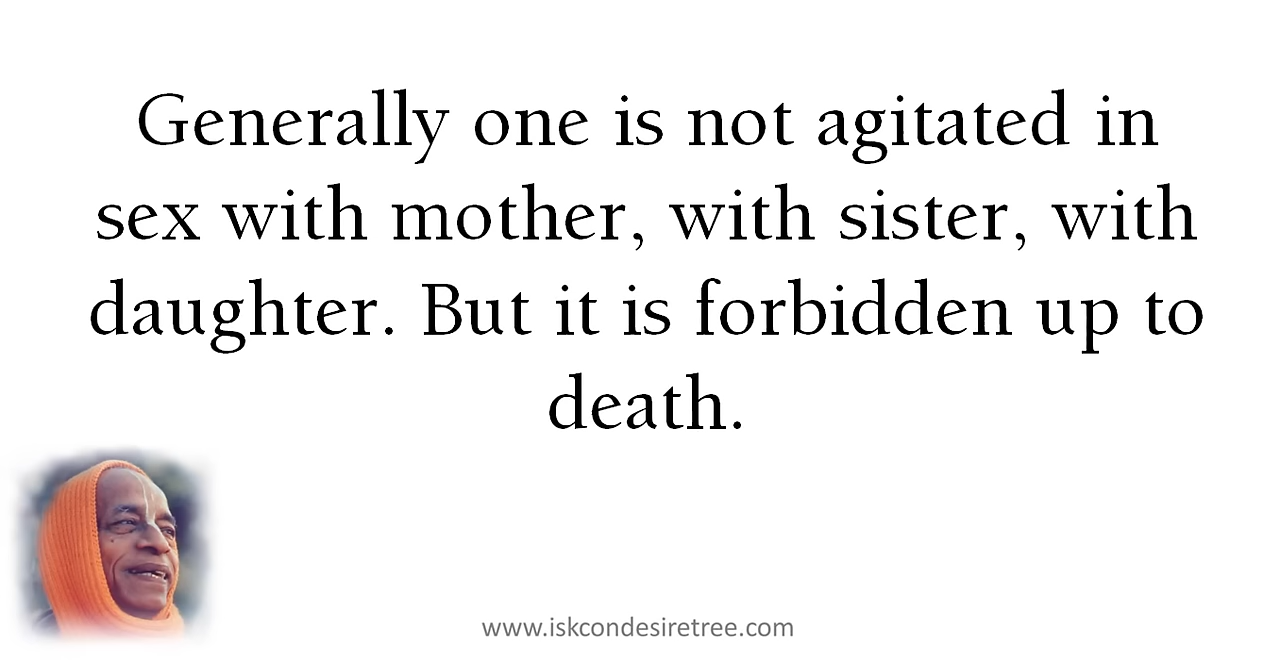 Generally one is not agitated in
sex with mother, with sister, with
daughter. But it is forbidden up to
death.
www.iskcondesiretree.com